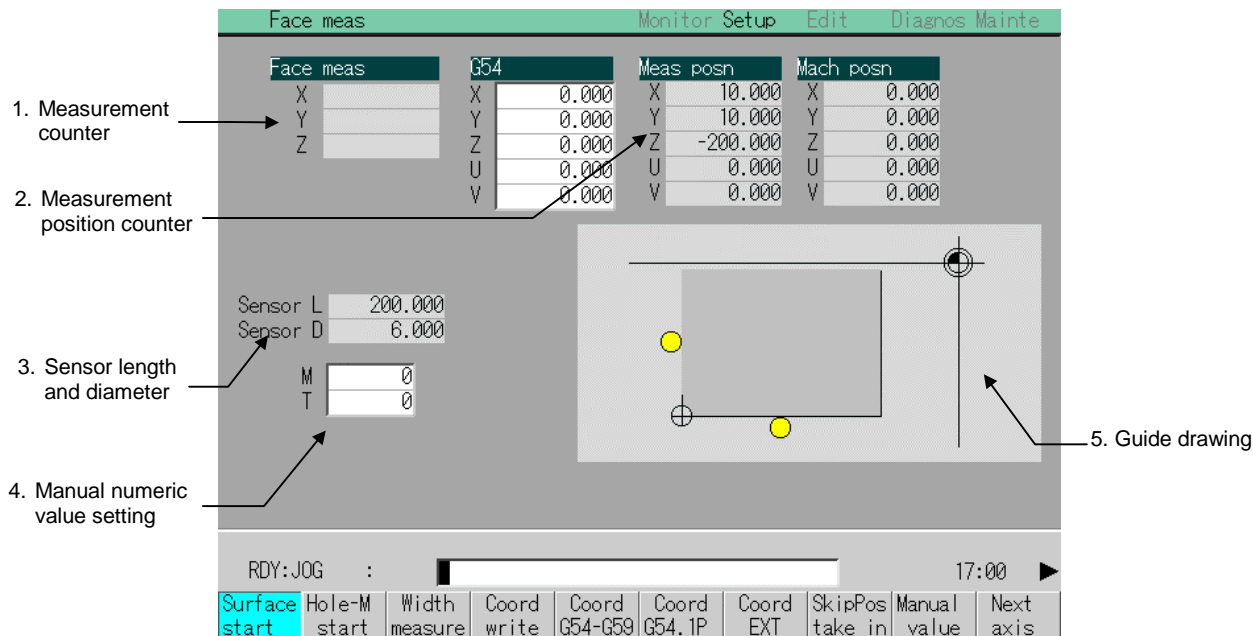 Face meas Monitor Setup Edit Diagnos Mainte
Face meas
X
Y
Z
G54
X 0.000
Y 0.000
Z 0.000
U 0.000
V 0.000
Meas posn
X 10.000
Y 10.000
Z -200.000
U 0.000
V 0.000
Mach posn
X 0.000
Y 0.000
Z 0.000
U 0.000
V 0.000
1. Measurement
counter
2. Measurement
position counter
Sensor L 200.000
Sensor D 6.000
3. Sensor length
and diameter
M 0
T 0
4. Manual numeric
value setting
5. Guide drawing
RDY:JOG :
17:00
Surface
start
Hole-M
start
Width
measure
Coord
write
Coord
G54-G59
Coord
G54.1P
Coord
EXT
SkipPos
take in
Manual
value
Next
axis